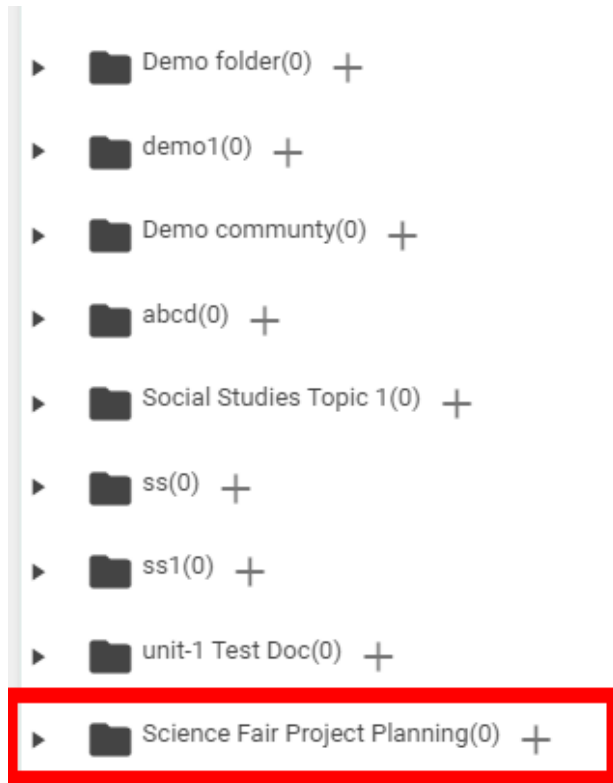 Demo folder(0)
demo1(0)
Demo communty(0)
abcd(0)
Social Studies Topic 1(0)
ss(0)
ss1(0)
unit-1 Test Doc(0)
Science Fair Project Planning(0)